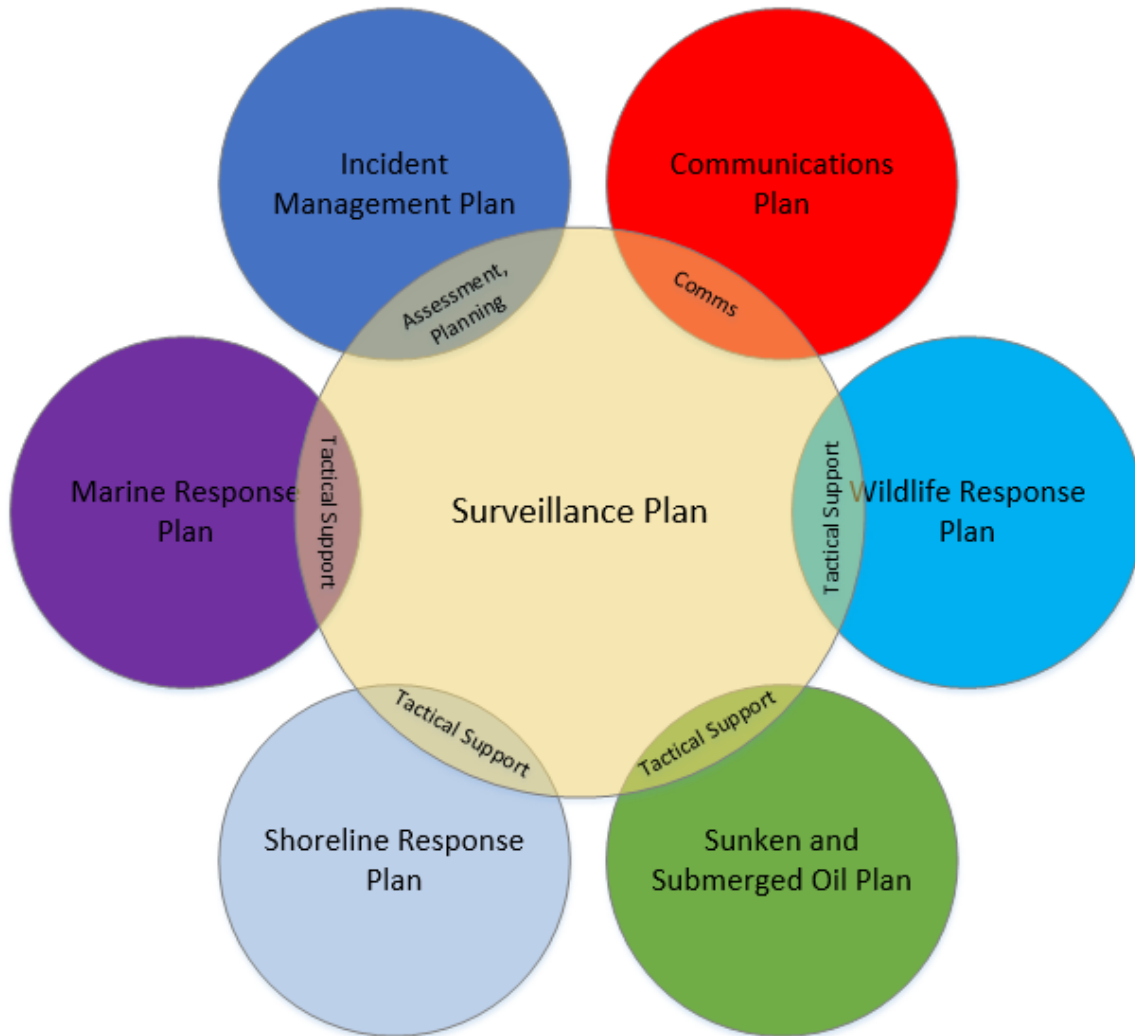 Incident
Management Plan
Communications
Plan
Assessment,
Planning
Comms
Marine Response
Plan
Tactical Support
Surveillance Plan
Tactical Support
Wildlife Response
Plan
Tactical Support
Tactical Support
Shoreline Response
Plan
Sunken and
Submerged Oil Plan